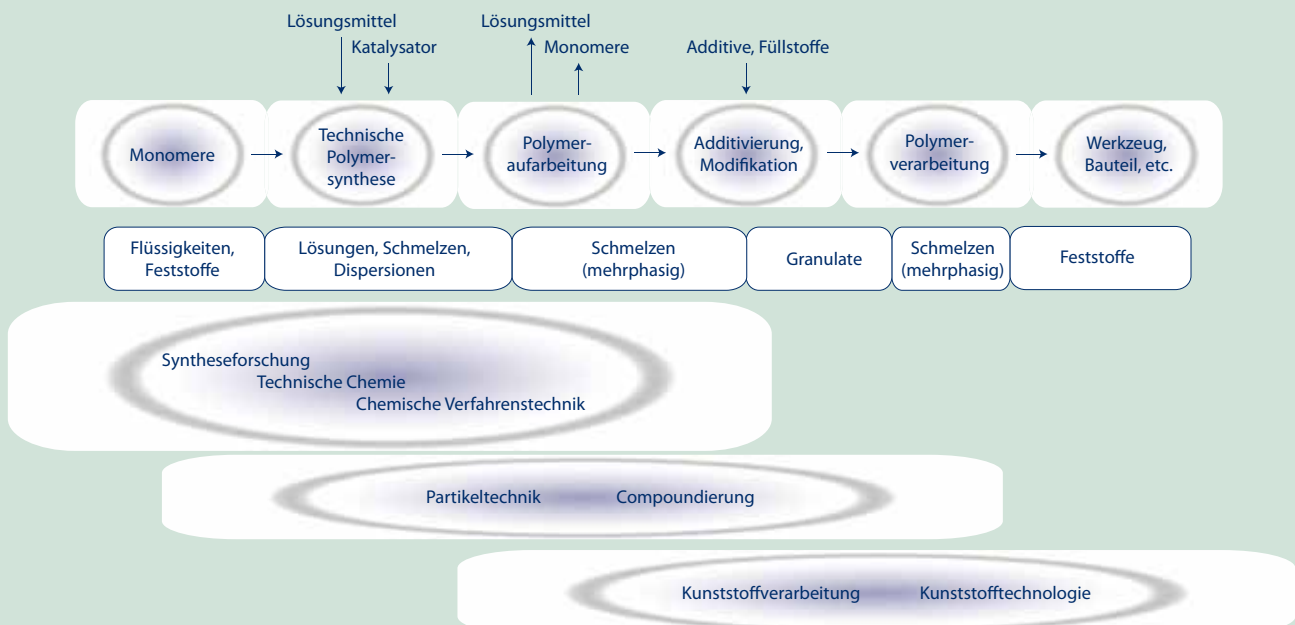 Lösungsmittel
Katalysator
Lösungsmittel
Monomere
Additive, Füllstoffe
Monomere
Technische
Polymer-
synthese
Polymer-
aufarbeitung
Additivierung,
Modifikation
Polymer-
verarbeitung
Werkzeug,
Bauteil, etc.
Flüssigkeiten,
Feststoffe
Lösungen, Schmelzen,
Dispersionen
Schmelzen
(mehrphasig)
Granulate
Schmelzen
(mehrphasig)
Feststoffe
Syntheseforschung
Technische Chemie
Chemische Verfahrenstechnik
Partikeltechnik
Compoundierung
Kunststoffverarbeitung
Kunststofftechnologie